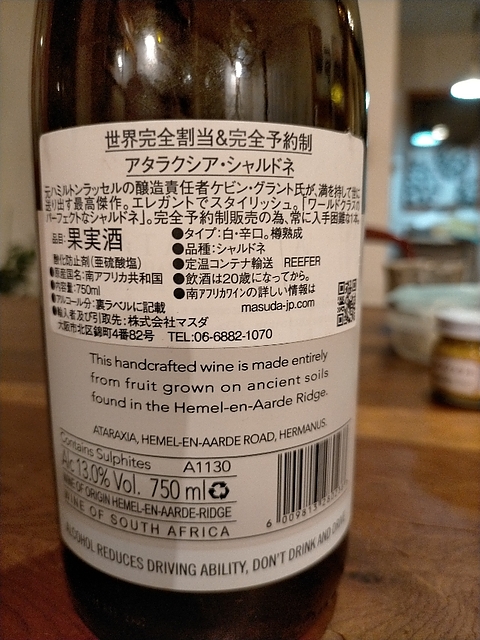 世界完全割当&完全予約制
アタラクシア・シャルドネ
元ハミルトンラッセルの醸造責任者ケビン・グラント氏が、満を持して世に
送り出す最高傑作。エレガントでスタイリッシュ。「ワールドクラスの
パーフェクトなシャルドネ」。完全予約制販売の為、常に入手困難な
品目:果実酒
●タイプ:白・辛口。樽熟成
●品種:シャルドネ
酸化防止剤(亜硫酸塩)
●定温コンテナ輸送 REEFER
●原産国名:南アフリカ共和国
●飲酒は20歳になってから。
●内容量:750ml
●南アフリカワインの詳しい情報は
●アルコール分:裏ラベルに記載
masuda-jp.com
●輸入者及び引取先:株式会社マスダ
大阪市北区錦町4番82号 TEL:06-6882-1070
This handcrafted wine is made entirely
from fruit grown on ancient soils
found in the Hemel-en-Aarde Ridge.
ATARAXIA, HEMEL-EN-AARDE ROAD, HERMANUS.
Contains Sulphites A1130
Alc 13.0% Vol. 750 ml
WINE OF ORIGIN HEMEL-EN-AARDE-RIDGE
WINE OF SOUTH AFRICA
ALCOHOL REDUCES DRIVING ABILITY, DON'T DRINK AND